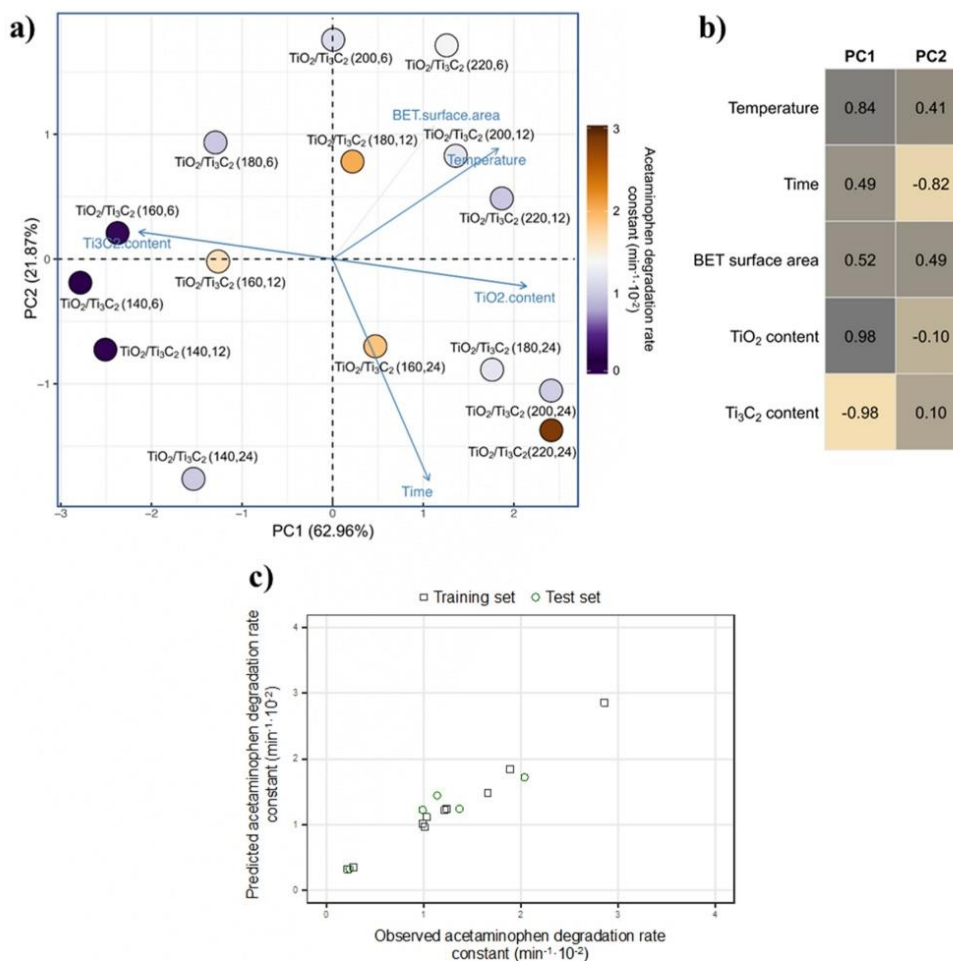 a)
TiO2/Ti3C2 (200,6)
TiO2/Ti3C2 (220,6)
BET.surface.area
TiO2/Ti3C2 (180,12)
TiO2/Ti3C2 (200,12)
TiO2/Ti3C2 (180,6)
Temperature
TiO2/Ti3C2 (160,6)
TiO2/Ti3C2 (220,12)
Ti3C2.content
TiO2/Ti3C2 (160,12)
TiO2/Ti3C2 (140,6)
TiO2.content
TiO2/Ti3C2 (140,12)
TiO2/Ti3C2 (160,24)
TiO2/Ti3C2 (180,24)
TiO2/Ti3C2 (200,24)
TiO2/Ti3C2(220,24)
TiO2/Ti3C2 (140,24)
Time
1
0
−1
PC2 (21.87%)
−3 −2 −1 0 1 2
PC1 (62.96%)
3
2
1
0
Acetaminophen degradation rate
constant (min⁻¹·10⁻²)
b)
PC1 PC2
Temperature 0.84 0.41
Time 0.49 -0.82
BET surface area 0.52 0.49
TiO2 content 0.98 -0.10
Ti3C2 content -0.98 0.10
c)
Training set Test set
4
3
2
1
0
Predicted acetaminophen degradation rate
constant (min⁻¹·10⁻²)
0 1 2 3 4
Observed acetaminophen degradation rate
constant (min⁻¹·10⁻²)